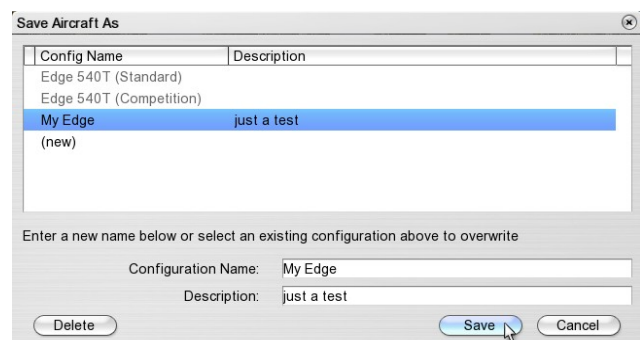 Save Aircraft As
Config Name Description
Edge 540T (Standard)
Edge 540T (Competition)
My Edge just a test
(new)
Enter a new name below or select an existing configuration above to overwrite
Configuration Name: My Edge
Description: just a test
Delete Save Cancel